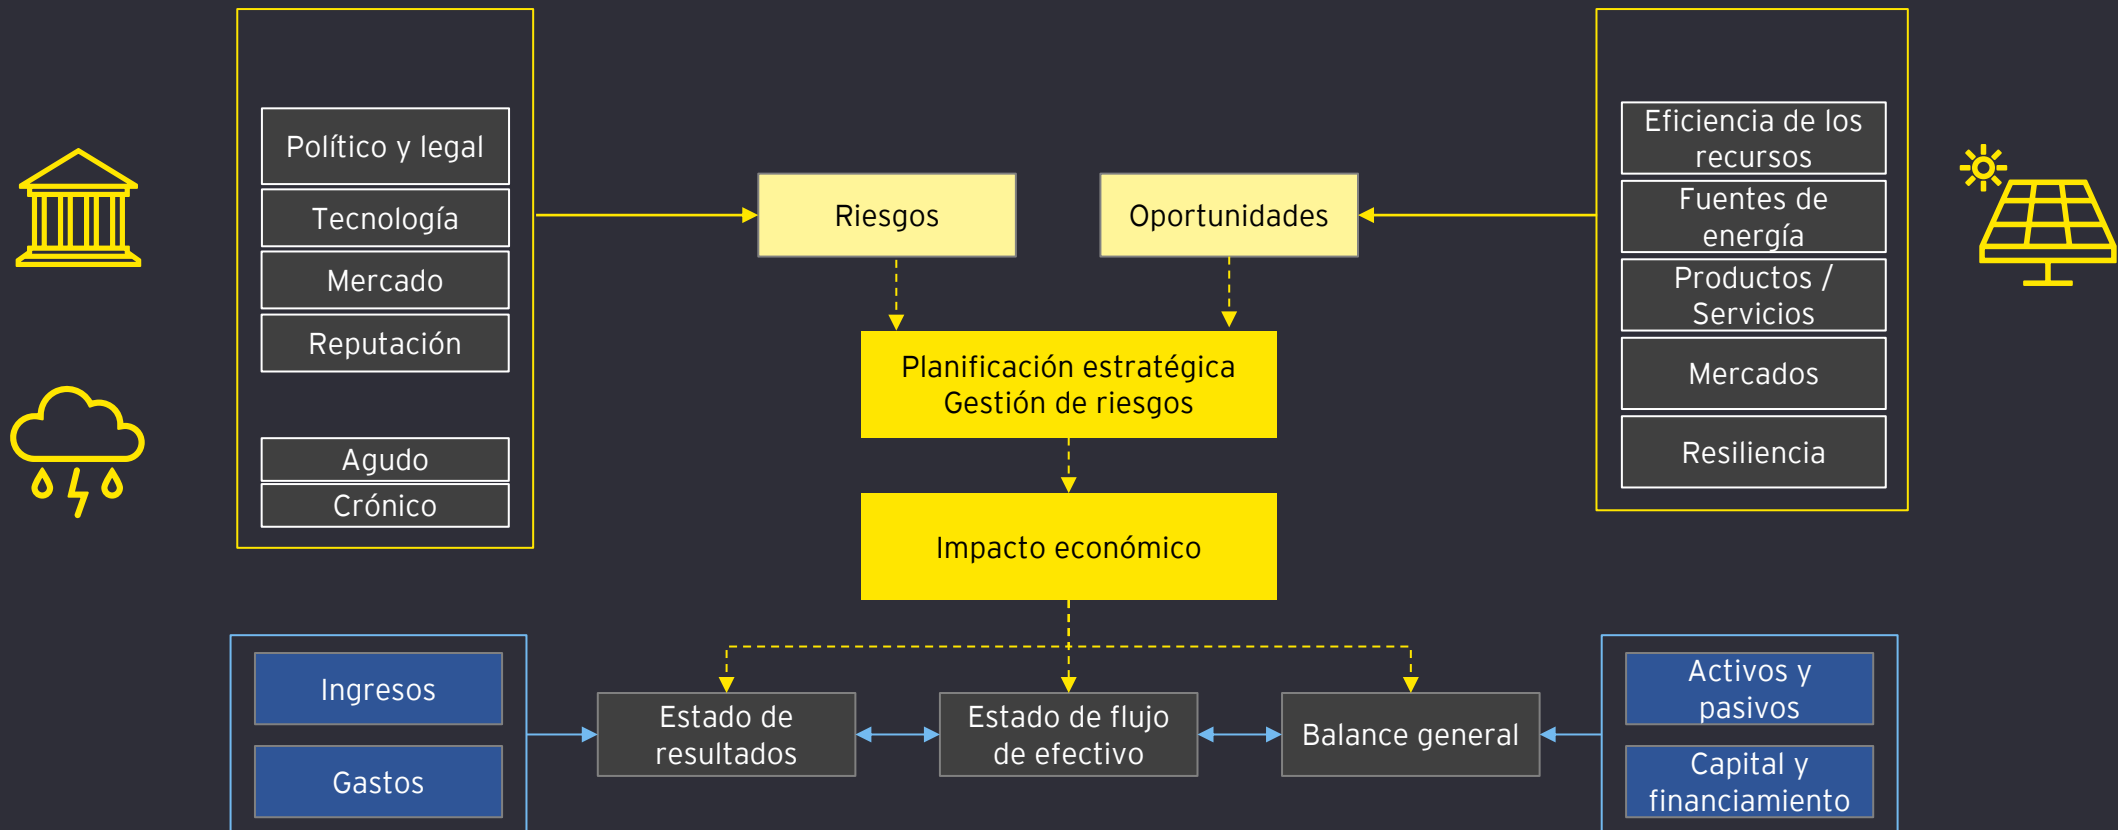 Político y legal
Tecnología
Mercado
Reputación
Agudo
Crónico
Riesgos
Oportunidades
Planificación estratégica
Gestión de riesgos
Impacto económico
Eficiencia de los
recursos
Fuentes de
energía
Productos /
Servicios
Mercados
Resiliencia
Ingresos
Gastos
Estado de
resultados
Estado de flujo
de efectivo
Balance general
Activos y
pasivos
Capital y
financiamiento